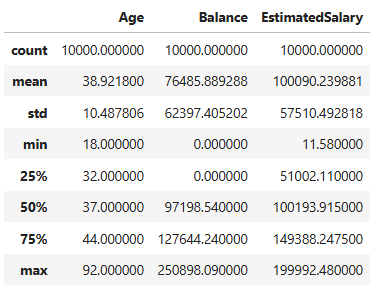 Age Balance EstimatedSalary
count 10000.000000 10000.000000 10000.000000
mean 38.921800 76485.889288 100090.239881
std 10.487806 62397.405202 57510.492818
min 18.000000 0.000000 11.580000
25% 32.000000 0.000000 51002.110000
50% 37.000000 97198.540000 100193.915000
75% 44.000000 127644.240000 149388.247500
max 92.000000 250898.090000 199992.480000